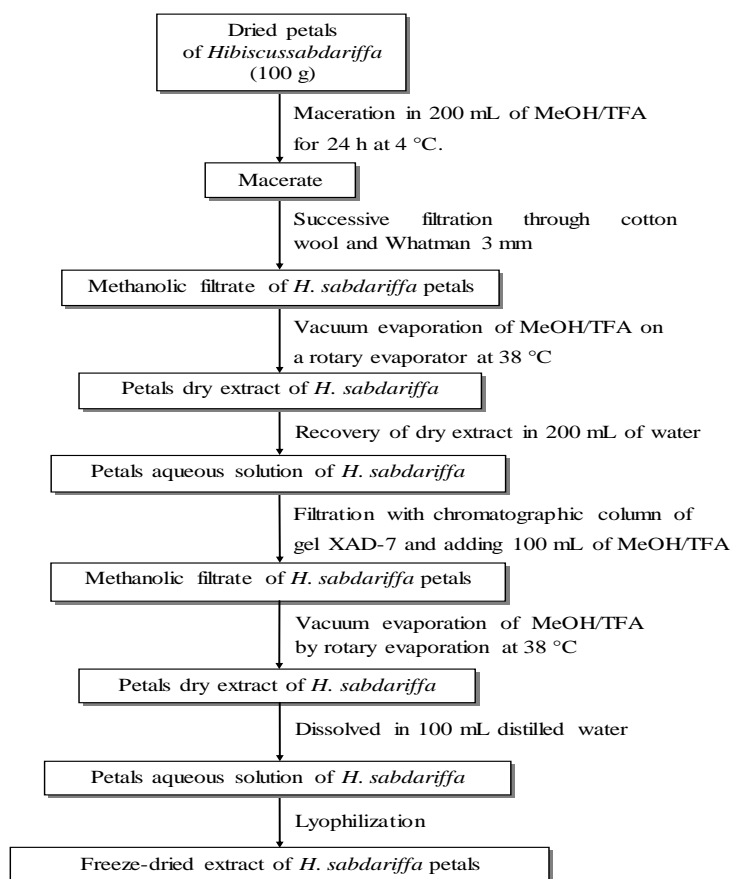 Dried petals
of Hibiscussabdariffa
(100 g)
Maceration in 200 mL of MeOH/TFA
for 24 h at 4 °C.
Macerate
Successive filtration through cotton
wool and Whatman 3 mm
Methanolic filtrate of H. sabdariffa petals
Vacuum evaporation of MeOH/TFA on
a rotary evaporator at 38 °C
Petals dry extract of H. sabdariffa
Recovery of dry extract in 200 mL of water
Petals aqueous solution of H. sabdariffa
Filtration with chromatographic column of
gel XAD-7 and adding 100 mL of MeOH/TFA
Methanolic filtrate of H. sabdariffa petals
Vacuum evaporation of MeOH/TFA
by rotary evaporation at 38 °C
Petals dry extract of H. sabdariffa
Dissolved in 100 mL distilled water
Petals aqueous solution of H. sabdariffa
Lyophilization
Freeze-dried extract of H. sabdariffa petals